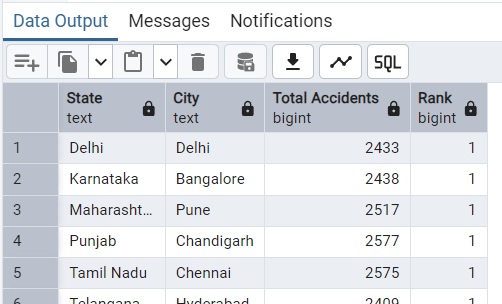 Data Output Messages Notifications
SQL
State City Total Accidents Rank
text text bigint bigint
1 Delhi Delhi 2433 1
2 Karnataka Bangalore 2438 1
3 Maharasht... Pune 2517 1
4 Punjab Chandigarh 2577 1
5 Tamil Nadu Chennai 2575 1
6 Telangana Hyderabad 2409 1